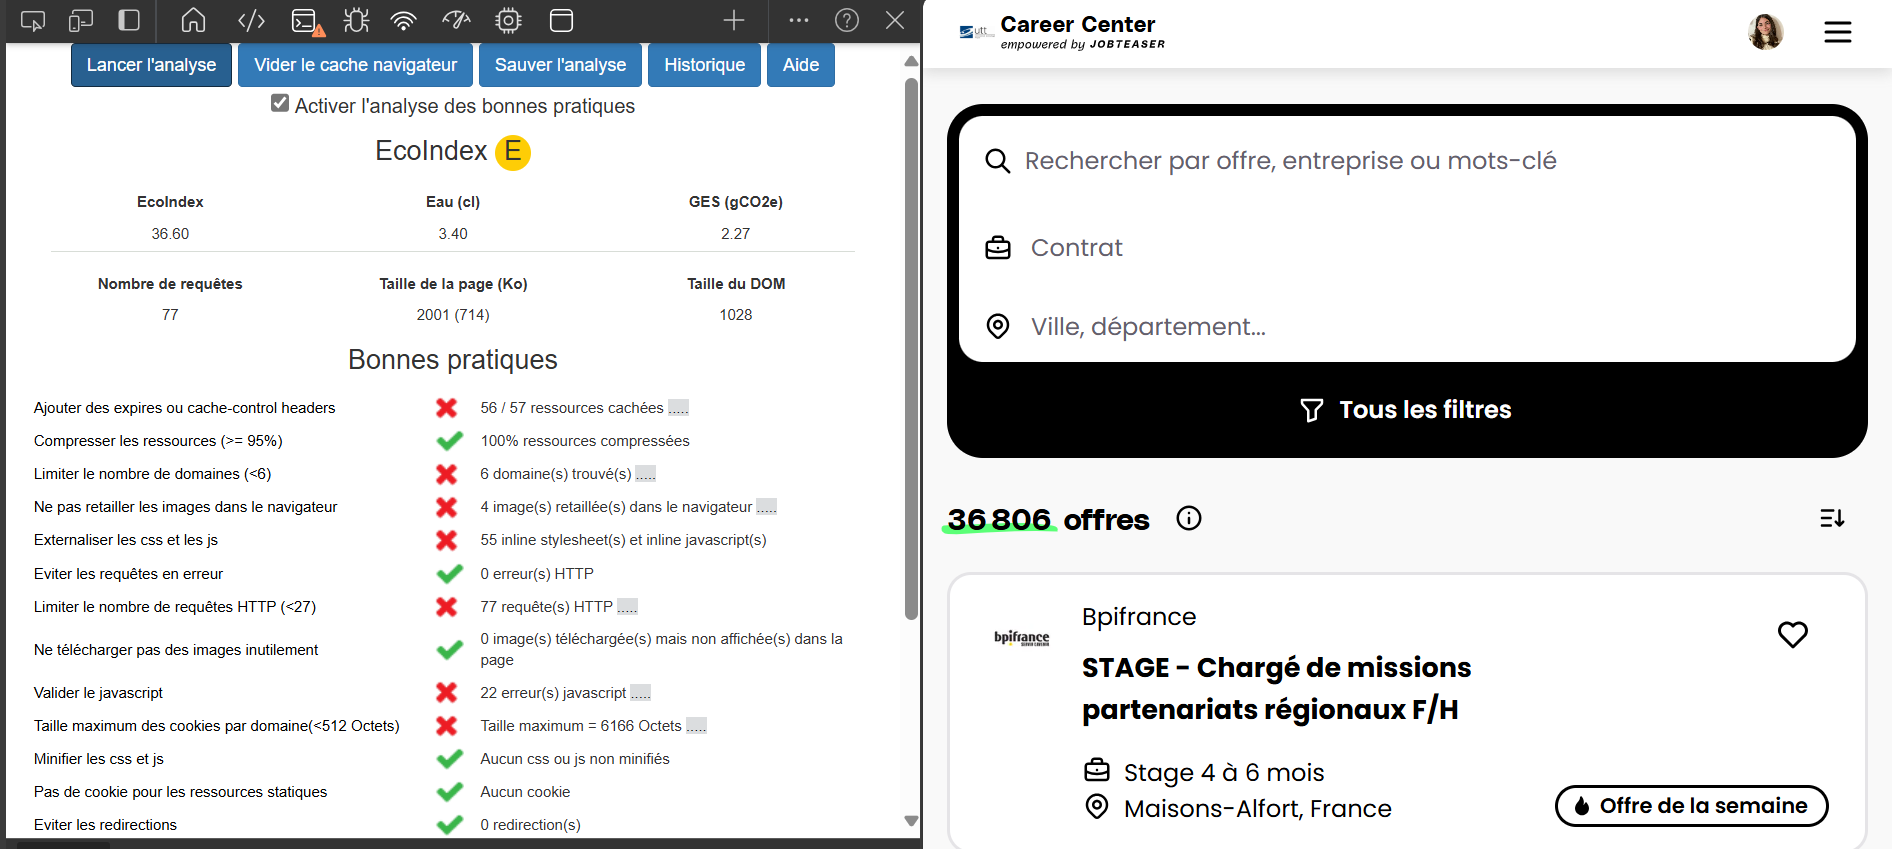 Lancer l'analyse
Vider le cache navigateur
Sauver l'analyse
Historique
Aide
Activer l'analyse des bonnes pratiques
EcoIndex E
EcoIndex
Eau (cl)
GES (gCO2e)
36.60
3.40
2.27
Nombre de requêtes
Taille de la page (Ko)
Taille du DOM
77
2001 (714)
1028
Bonnes pratiques
Ajouter des expires ou cache-control headers
56 / 57 ressources cachées .....
Compresser les ressources (>= 95%)
100% ressources compressées
Limiter le nombre de domaines (<6)
6 domaine(s) trouvé(s) .....
Ne pas retailler les images dans le navigateur
4 image(s) retaillée(s) dans le navigateur .....
Externaliser les css et les js
55 inline stylesheet(s) et inline javascript(s)
Eviter les requêtes en erreur
0 erreur(s) HTTP
Limiter le nombre de requêtes HTTP (<27)
77 requête(s) HTTP .....
Ne télécharger pas des images inutilement
0 image(s) téléchargée(s) mais non affichée(s) dans la
page
Valider le javascript
22 erreur(s) javascript .....
Taille maximum des cookies par domaine(<512 Octets)
Taille maximum = 6166 Octets .....
Minifier les css et js
Aucun css ou js non minifiés
Pas de cookie pour les ressources statiques
Aucun cookie
Eviter les redirections
0 redirection(s)
utt
Career Center
empowered by JOBTEASER
Rechercher par offre, entreprise ou mots-clé
Contrat
Ville, département...
Tous les filtres
36 806 offres
bpifrance
Bpifrance
STAGE - Chargé de missions
partenariats régionaux F/H
Stage 4 à 6 mois
Maisons-Alfort, France
Offre de la semaine